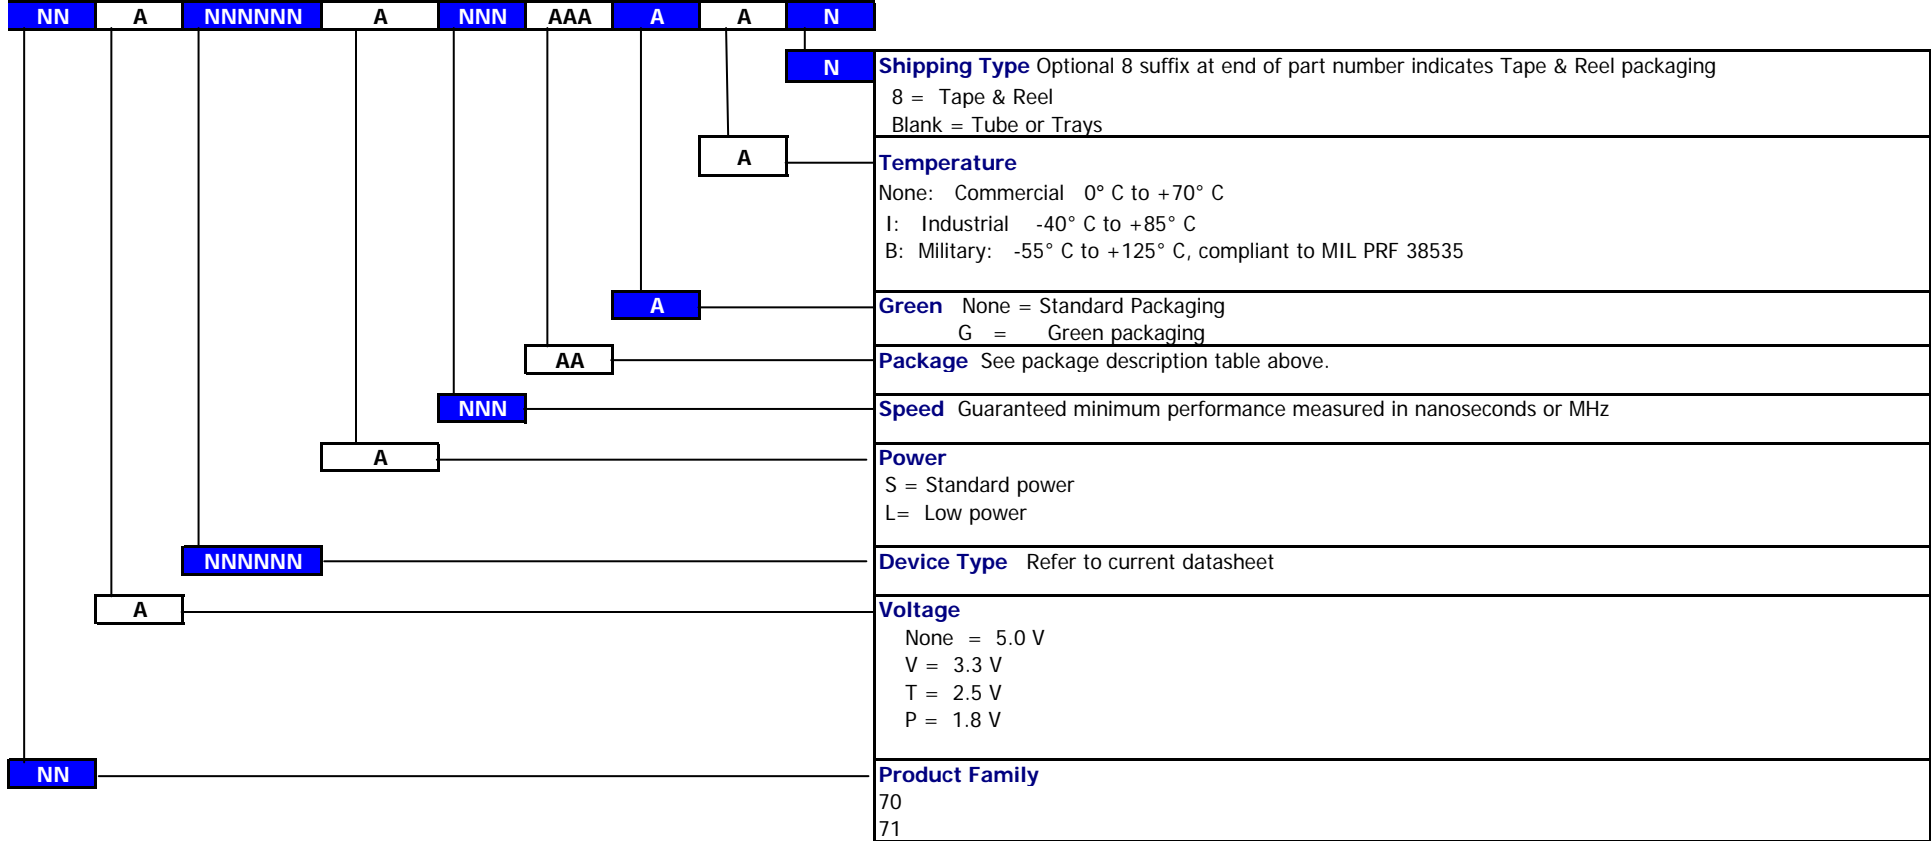 NN A NNNNNN A NNN AAA A A N
N Shipping Type Optional 8 suffix at end of part number indicates Tape & Reel packaging
8 = Tape & Reel
Blank = Tube or Trays
A
Temperature
None: Commercial 0° C to +70° C
I: Industrial -40° C to +85° C
B: Military: -55° C to +125° C, compliant to MIL PRF 38535
A Green None = Standard Packaging
G = Green packaging
AA Package See package description table above.
NNN Speed Guaranteed minimum performance measured in nanoseconds or MHz
A Power
S = Standard power
L= Low power
NNNNNN Device Type Refer to current datasheet
A Voltage
None = 5.0 V
V = 3.3 V
T = 2.5 V
P = 1.8 V
NN Product Family
70
71